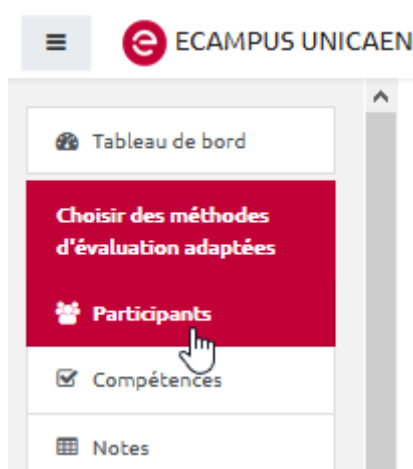 ECAMPUS UNICAEN
Tableau de bord
Choisir des méthodes
d'évaluation adaptées
Participants
Compétences
Notes